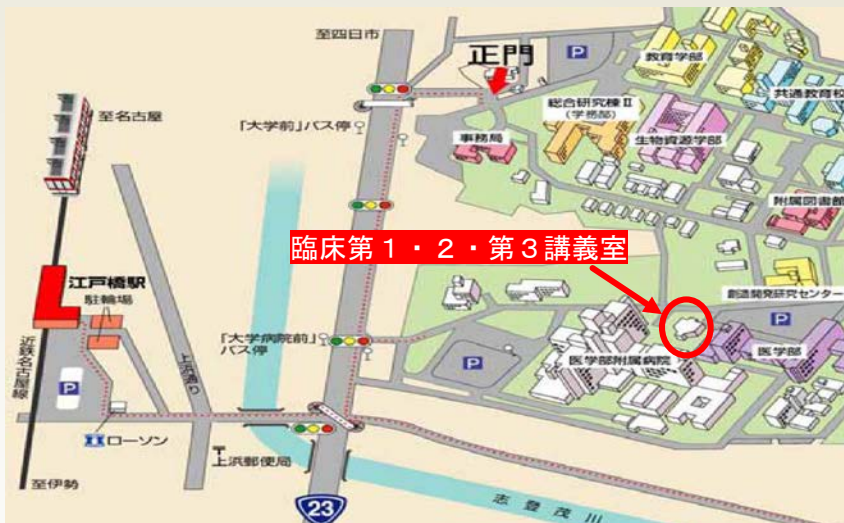 至四日市
正門
P
教育学部
共通教育校
総合研究棟Ⅱ
(学務部)
至名古屋
「大学前」バス停
事務局
生物資源学部
附属図書館
臨床第1・2・第3講義室
江戸橋駅
駐輪場
創造開発研究センター
P
「大学病院前」
バス停
上浜通り
近鉄名古屋線
P
医学部附属病院
医学部
P
ローソン
〒
上浜郵便局
至伊勢
23
志登茂川